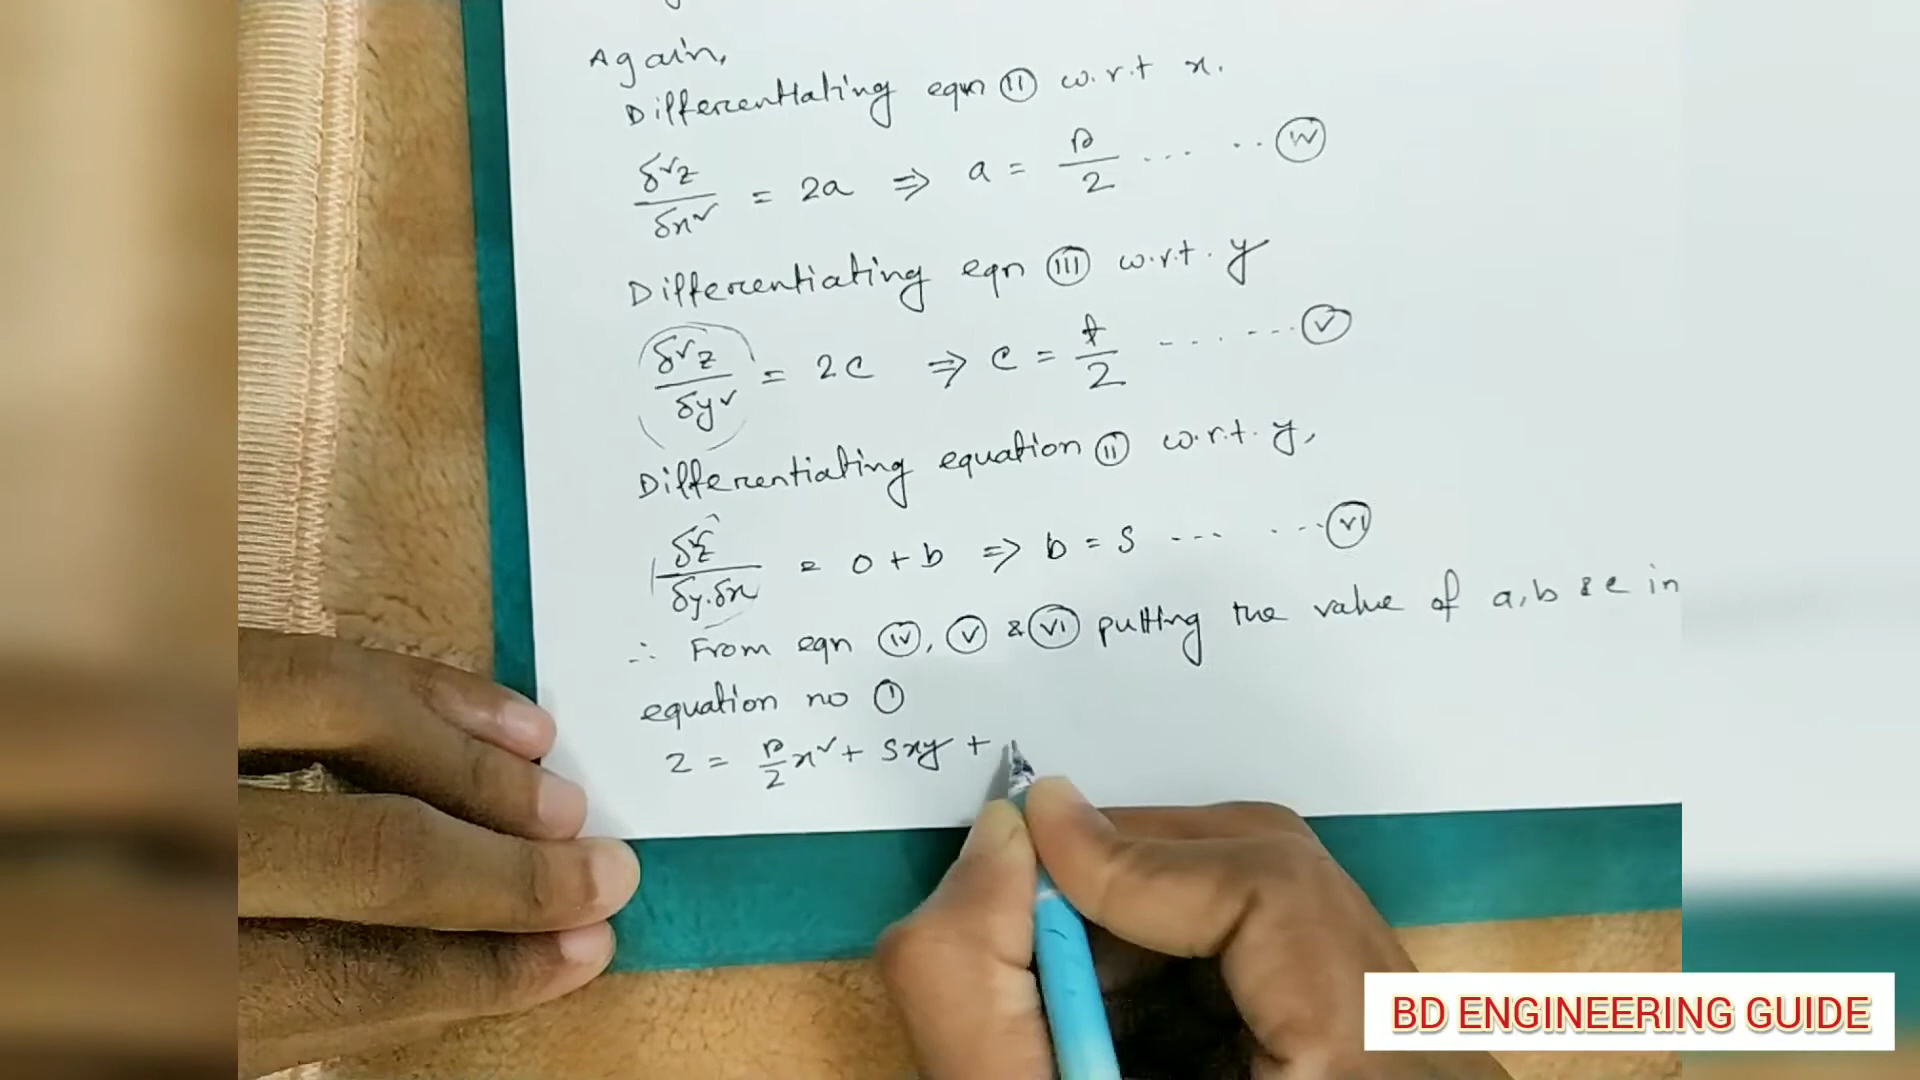 Again,
Differentiating eqn (II) w.r.t x.
δ²z/δx² = 2a ⇒ a = r/2 ... .. (IV)
Differentiating eqn (III) w.r.t. y
δ²z/δy² = 2c ⇒ c = t/2 ... ... (V)
Differentiating equation (II) w.r.t. y,
δ²z/δy.δx = 0 + b ⇒ b = s ... ... (VI)
∴ From eqn (IV), (V) & (VI) putting the value of a, b & c in
equation no (1)
z = r/2 x² + sxy +
BD ENGINEERING GUIDE